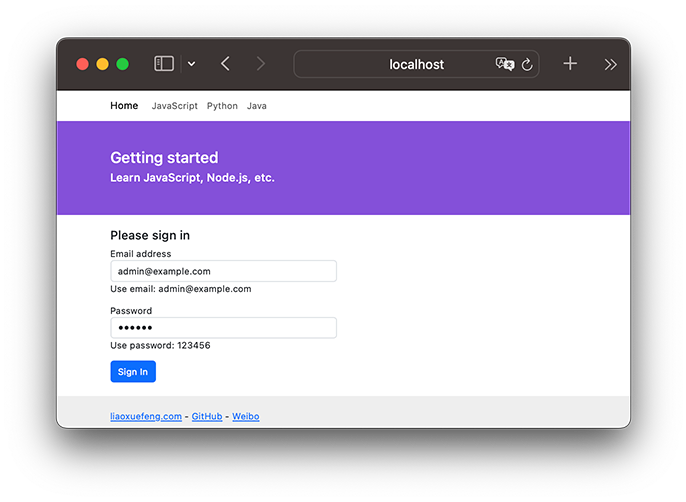 localhost
Home JavaScript Python Java
Getting started
Learn JavaScript, Node.js, etc.
Please sign in
Email address
admin@example.com
Use email: admin@example.com
Password
••••••
Use password: 123456
Sign In
liaoxuefeng.com - GitHub - Weibo